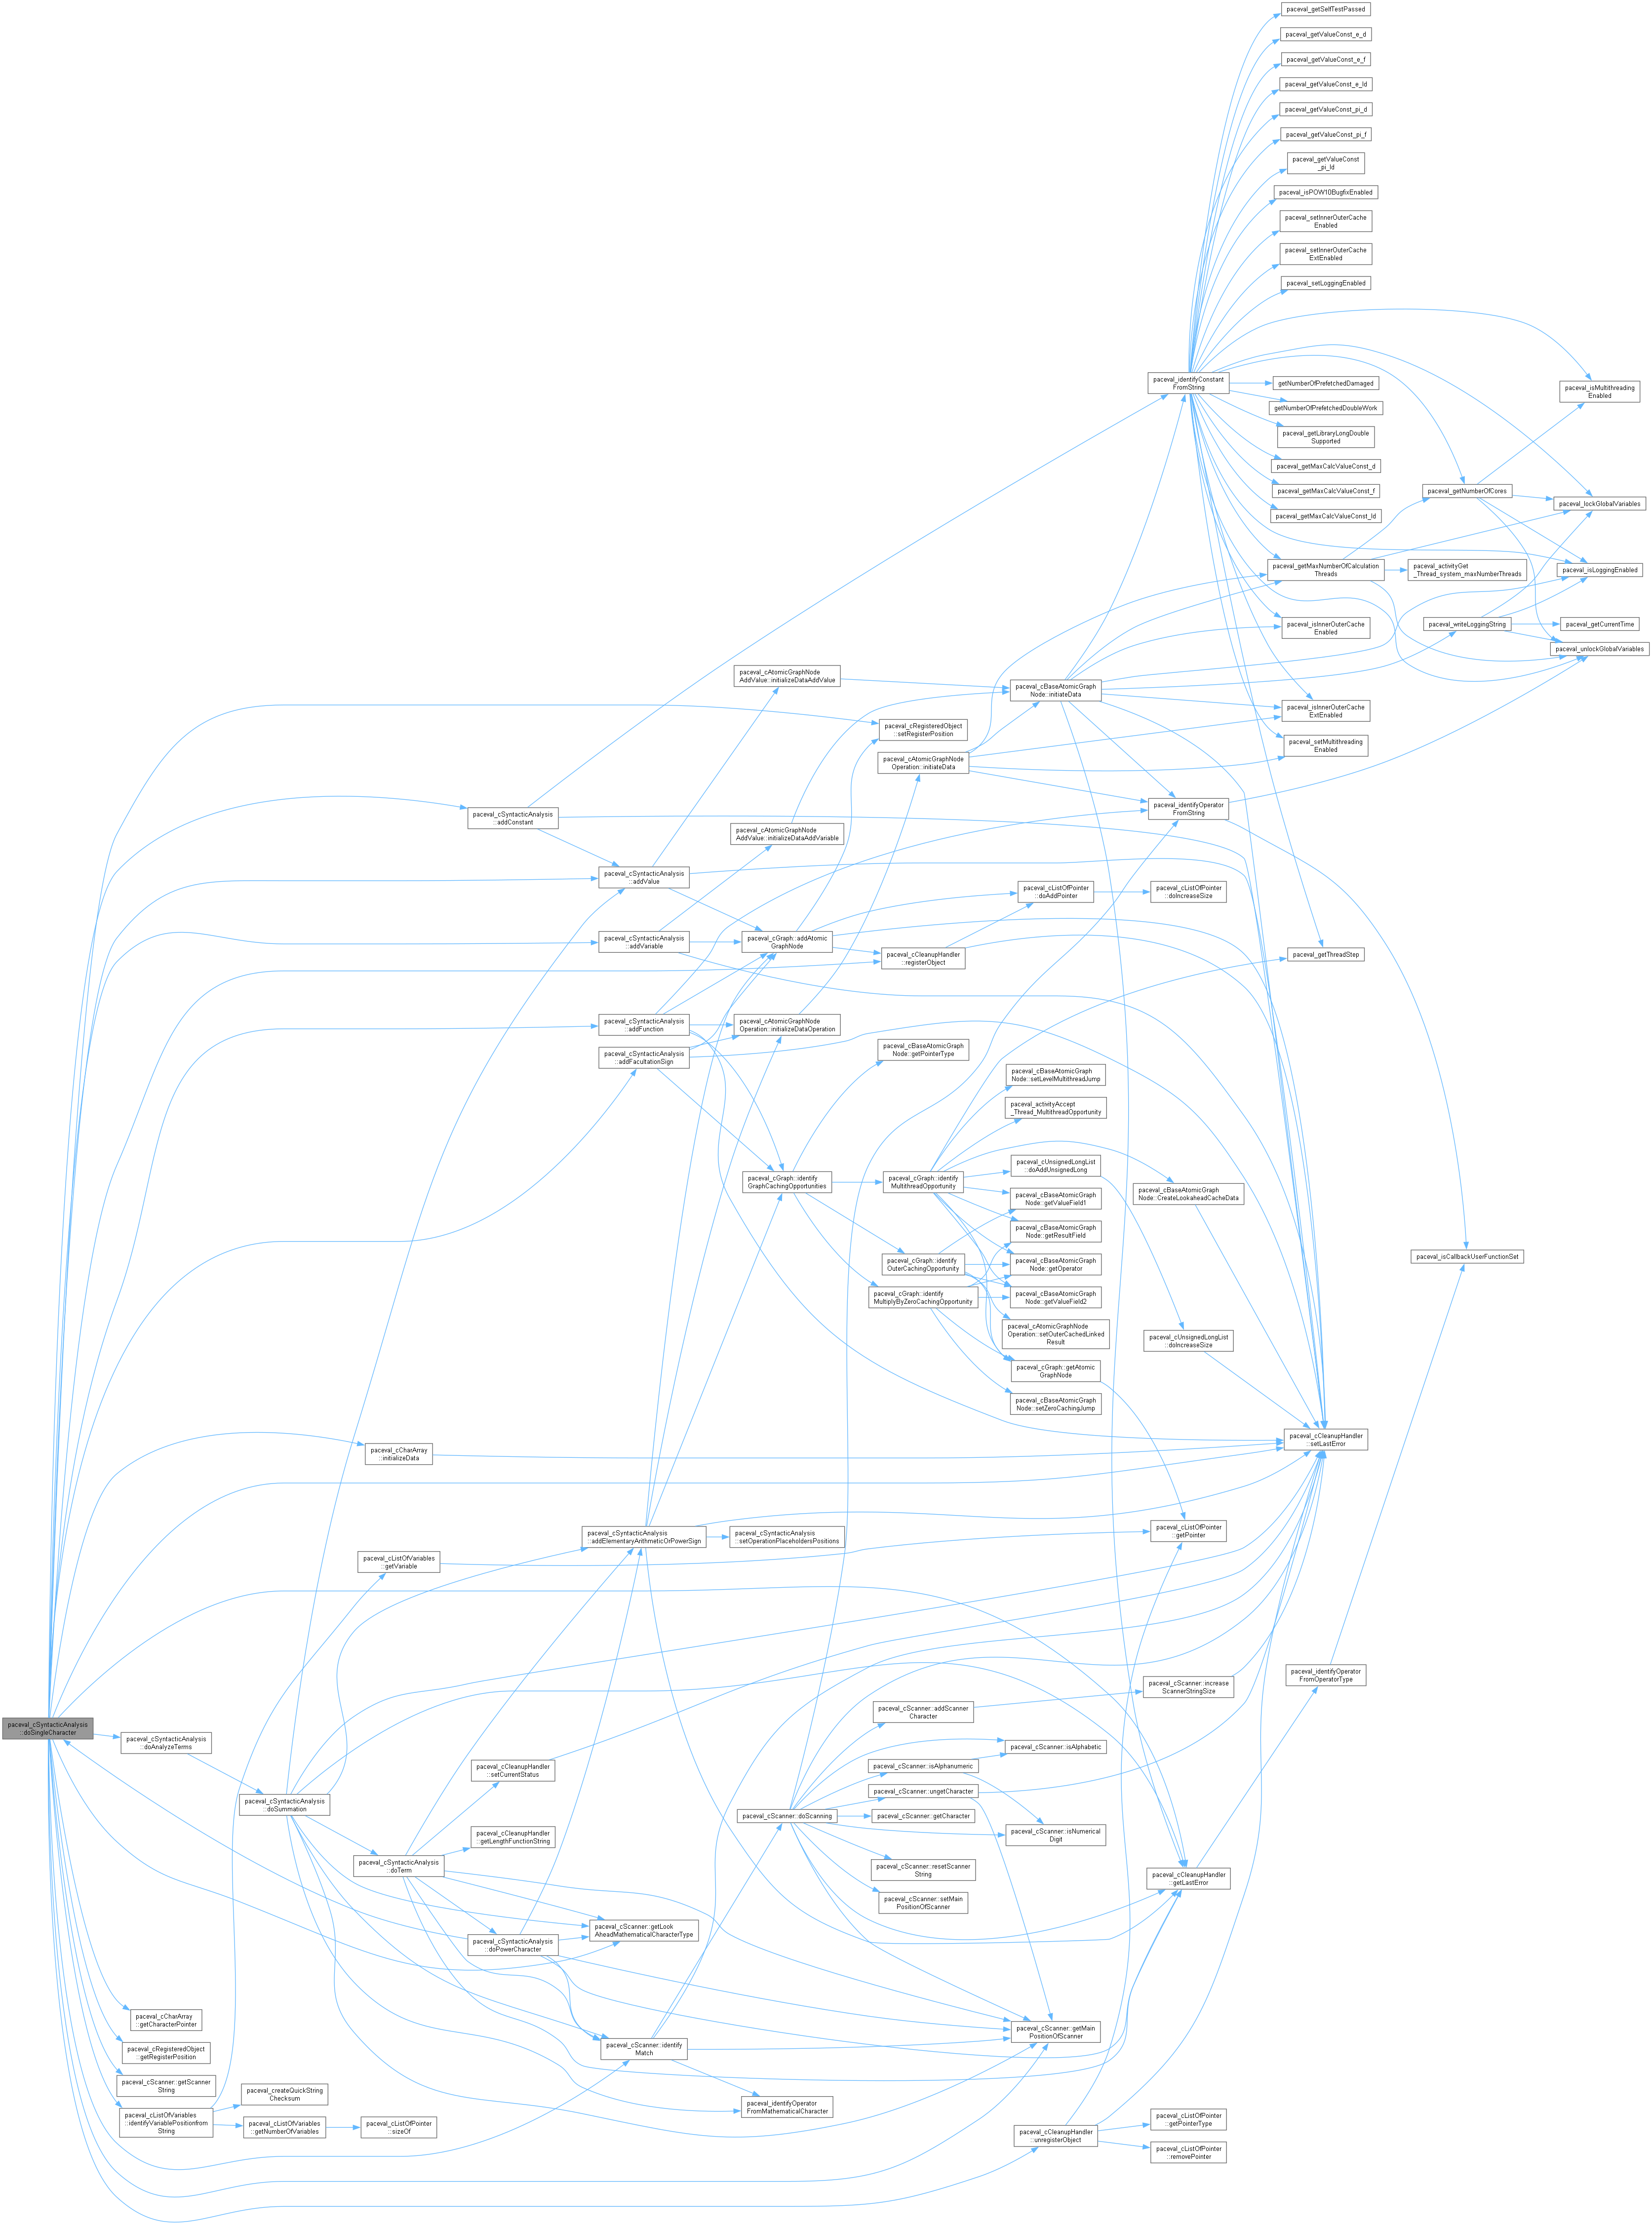 paceval_getSelfTestPassed
paceval_getValueConst_e_d
paceval_getValueConst_e_f
paceval_getValueConst_e_ld
paceval_getValueConst_pi_d
paceval_getValueConst_pi_f
paceval_getValueConst
_pi_ld
paceval_isPOW10BugfixEnabled
paceval_setInnerOuterCache
Enabled
paceval_setInnerOuterCache
ExtEnabled
paceval_setLoggingEnabled
paceval_identifyConstant
FromString
getNumberOfPrefetchedDamaged
paceval_isMultithreading
Enabled
getNumberOfPrefetchedDoubleWork
paceval_getLibraryLongDouble
Supported
paceval_getMaxCalcValueConst_d
paceval_getMaxCalcValueConst_f
paceval_getNumberOfCores
paceval_lockGlobalVariables
paceval_getMaxCalcValueConst_ld
paceval_getMaxNumberOfCalculation
Threads
paceval_activityGet
_Thread_system_maxNumberThreads
paceval_isLoggingEnabled
paceval_isInnerOuterCache
Enabled
paceval_writeLoggingString
paceval_getCurrentTime
paceval_unlockGlobalVariables
paceval_cAtomicGraphNode
AddValue::initializeDataAddValue
paceval_cBaseAtomicGraph
Node::initiateData
paceval_isInnerOuterCache
ExtEnabled
paceval_cRegisteredObject
::setRegisterPosition
paceval_setMultithreading
Enabled
paceval_cAtomicGraphNode
Operation::initiateData
paceval_cSyntacticAnalysis
::addConstant
paceval_identifyOperator
FromString
paceval_cAtomicGraphNode
AddValue::initializeDataAddVariable
paceval_cSyntacticAnalysis
::addValue
paceval_cListOfPointer
::doAddPointer
paceval_cListOfPointer
::doIncreaseSize
paceval_cSyntacticAnalysis
::addVariable
paceval_cGraph::addAtomic
GraphNode
paceval_cCleanupHandler
::registerObject
paceval_getThreadStep
paceval_cSyntacticAnalysis
::addFunction
paceval_cAtomicGraphNode
Operation::initializeDataOperation
paceval_cSyntacticAnalysis
::addFacultationSign
paceval_cBaseAtomicGraph
Node::getPointerType
paceval_cBaseAtomicGraph
Node::setLevelMultithreadJump
paceval_activityAccept
_Thread_MultithreadOpportunity
paceval_cUnsignedLongList
::doAddUnsignedLong
paceval_cGraph::identify
GraphCachingOpportunities
paceval_cGraph::identify
MultithreadOpportunity
paceval_cBaseAtomicGraph
Node::CreateLookaheadCacheData
paceval_cBaseAtomicGraph
Node::getValueField1
paceval_cBaseAtomicGraph
Node::getResultField
paceval_isCallbackUserFunctionSet
paceval_cGraph::identify
OuterCachingOpportunity
paceval_cBaseAtomicGraph
Node::getOperator
paceval_cGraph::identify
MultiplyByZeroCachingOpportunity
paceval_cBaseAtomicGraph
Node::getValueField2
paceval_cAtomicGraphNode
Operation::setOuterCachedLinked
Result
paceval_cUnsignedLongList
::doIncreaseSize
paceval_cGraph::getAtomic
GraphNode
paceval_cBaseAtomicGraph
Node::setZeroCachingJump
paceval_cCleanupHandler
::setLastError
paceval_cCharArray
::initializeData
paceval_cSyntacticAnalysis
::addElementaryArithmeticOrPowerSign
paceval_cSyntacticAnalysis
::setOperationPlaceholdersPositions
paceval_cListOfPointer
::getPointer
paceval_cListOfVariables
::getVariable
paceval_identifyOperator
FromOperatorType
paceval_cScanner::increase
ScannerStringSize
paceval_cScanner::addScanner
Character
paceval_cSyntacticAnalysis
::doSingleCharacter
paceval_cSyntacticAnalysis
::doAnalyzeTerms
paceval_cScanner::isAlphabetic
paceval_cCleanupHandler
::setCurrentStatus
paceval_cScanner::isAlphanumeric
paceval_cScanner::ungetCharacter
paceval_cSyntacticAnalysis
::doSummation
paceval_cScanner::doScanning
paceval_cScanner::getCharacter
paceval_cScanner::isNumerical
Digit
paceval_cCleanupHandler
::getLengthFunctionString
paceval_cSyntacticAnalysis
::doTerm
paceval_cScanner::resetScanner
String
paceval_cCleanupHandler
::getLastError
paceval_cScanner::setMain
PositionOfScanner
paceval_cScanner::getLook
AheadMathematicalCharacterType
paceval_cSyntacticAnalysis
::doPowerCharacter
paceval_cCharArray
::getCharacterPointer
paceval_cScanner::getMain
PositionOfScanner
paceval_cRegisteredObject
::getRegisterPosition
paceval_cScanner::identify
Match
paceval_cScanner::getScanner
String
paceval_createQuickString
Checksum
paceval_identifyOperator
FromMathematicalCharacter
paceval_cListOfVariables
::identifyVariablePositionfrom
String
paceval_cListOfVariables
::getNumberOfVariables
paceval_cListOfPointer
::sizeOf
paceval_cCleanupHandler
::unregisterObject
paceval_cListOfPointer
::getPointerType
paceval_cListOfPointer
::removePointer